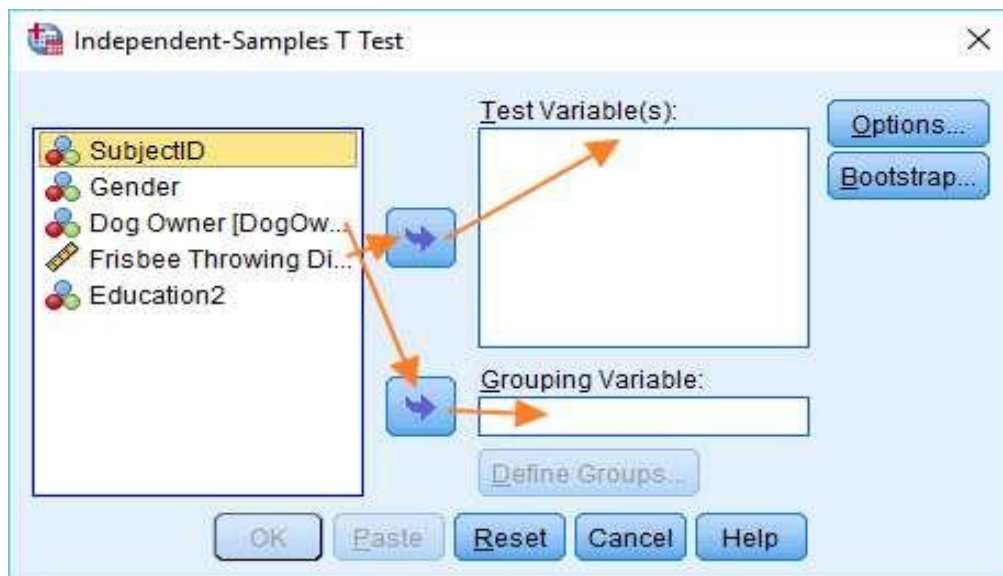 Independent-Samples T Test
Test Variable(s):
SubjectID
Gender
Dog Owner [DogOw...
Frisbee Throwing Di...
Education2
Options...
Bootstrap...
Grouping Variable:
Define Groups...
OK
Paste
Reset
Cancel
Help